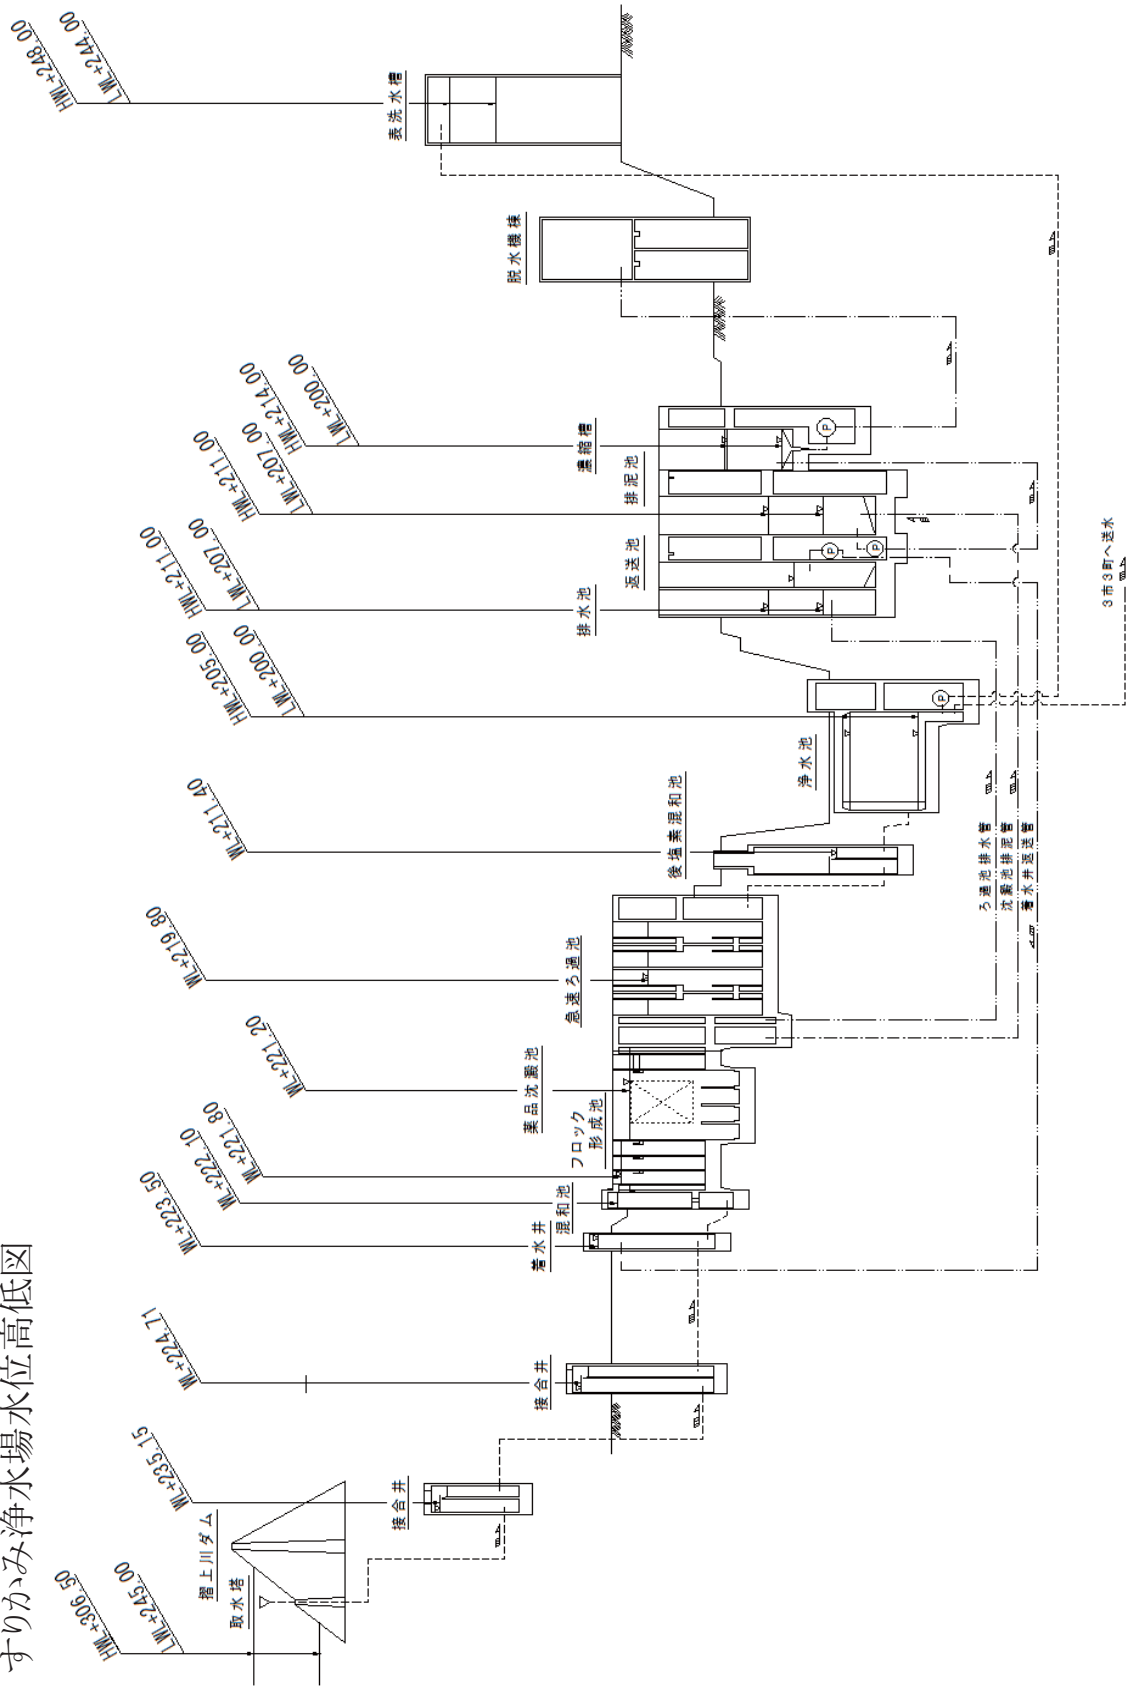 すりかみ浄水場水位高低図
HWL+306.50
LWL+245.00
摺上川ダム
取水塔
WL+235.15
接合井
WL+224.71
接合井
WL+223.50
着水井
WL+222.10
混和池
WL+221.80
フロック
形成池
WL+221.20
薬品沈澱池
WL+219.80
急速ろ過池
WL+211.40
後塩素混和池
HWL+205.00
LWL+200.00
浄水池
P
HWL+211.00
LWL+207.00
排水池
返送池
P
P
HWL+211.00
LWL+207.00
排泥池
HWL+214.00
LWL+200.00
濃縮槽
P
脱水機棟
HWL+248.00
LWL+244.00
表洗水槽
ろ過池排水管
沈澱池排泥管
着水井返送管
3市3町へ送水